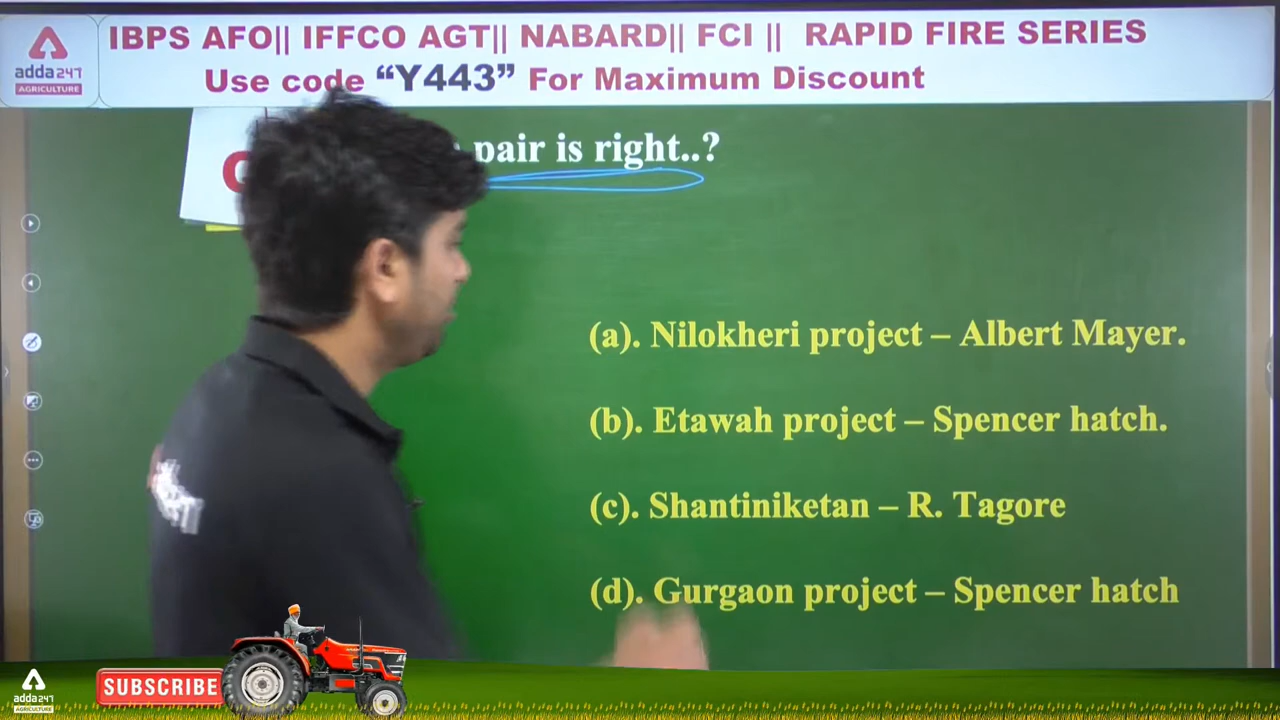 IBPS AFO|| IFFCO AGT|| NABARD|| FCI || RAPID FIRE SERIES
adda247
AGRICULTURE
Use code “Y443” For Maximum Discount
pair is right..?
(a). Nilokheri project – Albert Mayer.
(b). Etawah project – Spencer hatch.
(c). Shantiniketan – R. Tagore
(d). Gurgaon project – Spencer hatch
adda247
AGRICULTURE
SUBSCRIBE